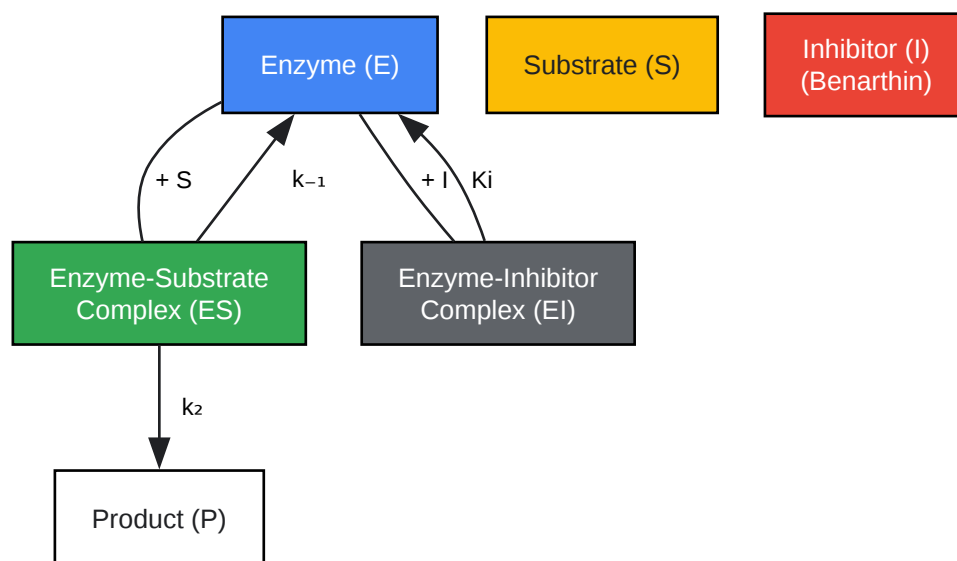 Enzyme (E)
Substrate (S)
Inhibitor (I)
(Benarthin)
+ S
k₋₁
+ I
Ki
Enzyme-Substrate
Complex (ES)
Enzyme-Inhibitor
Complex (EI)
k₂
Product (P)